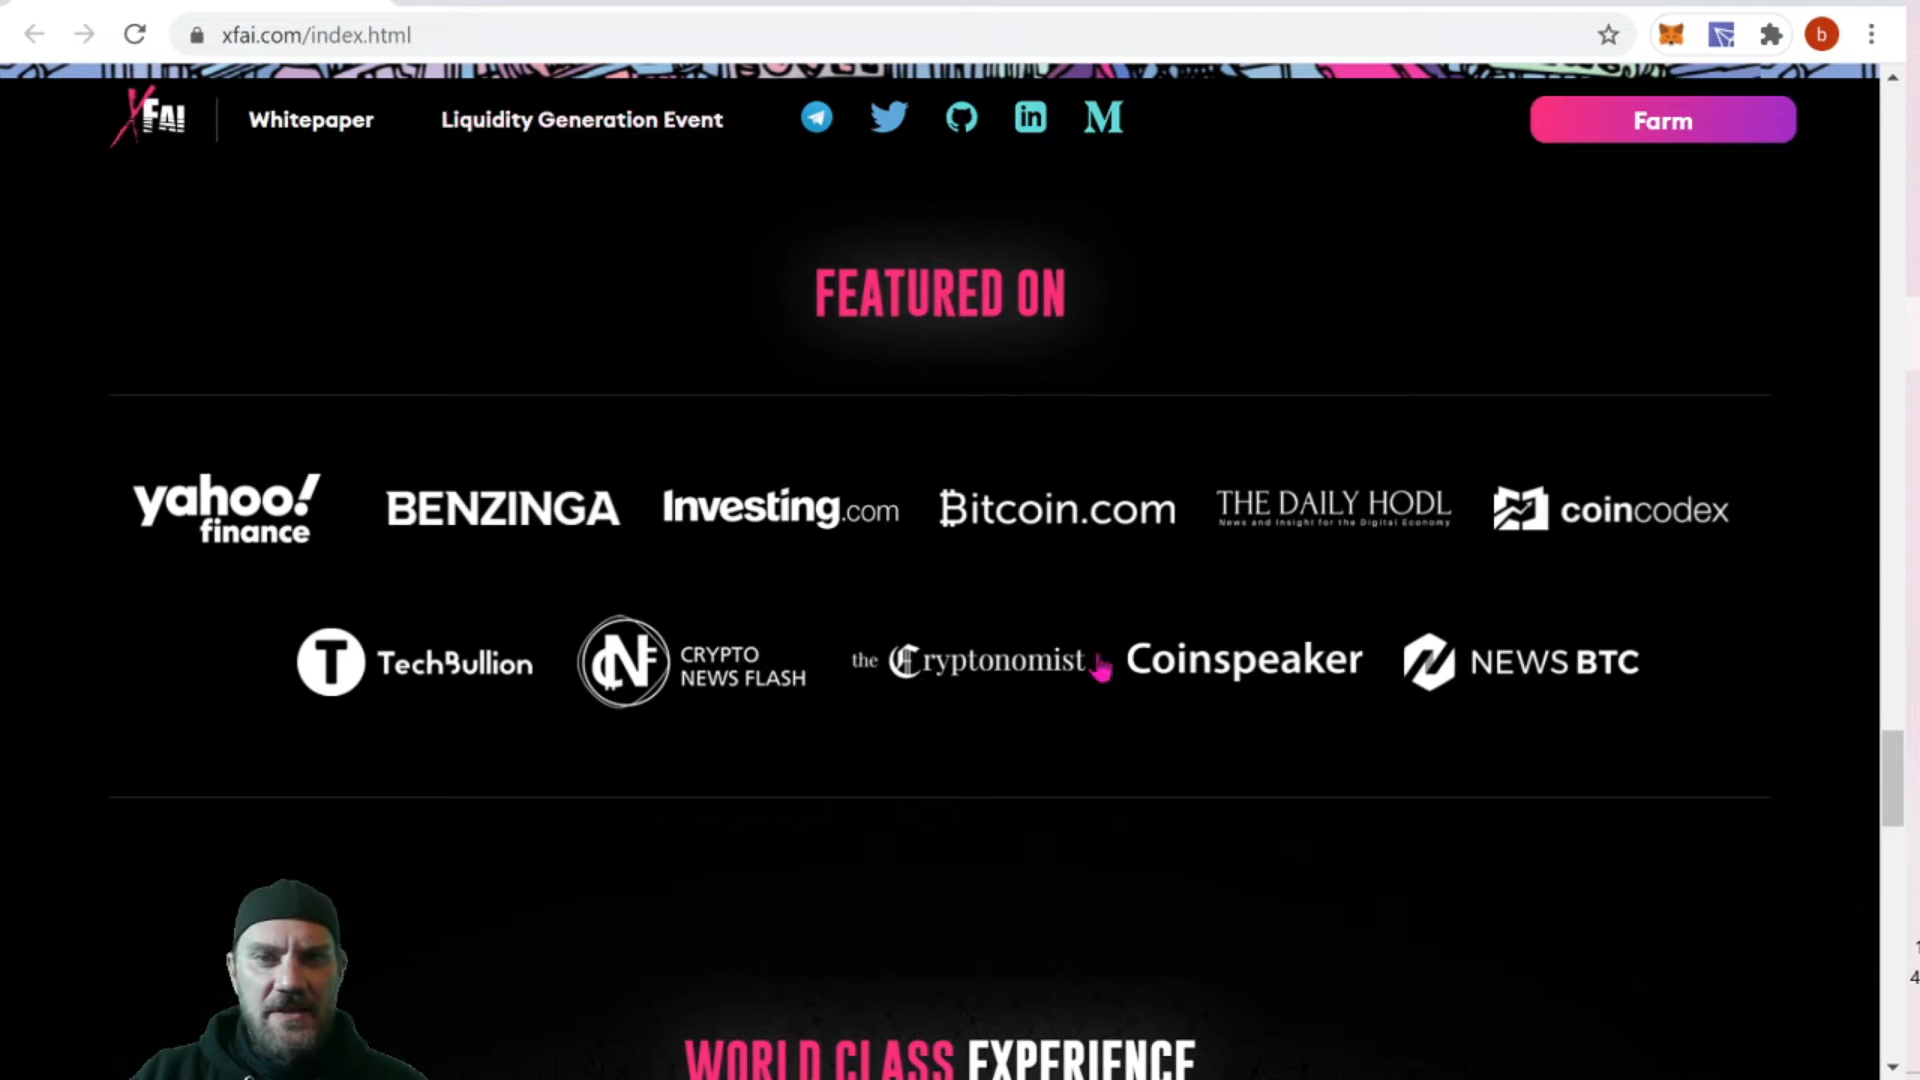 xfai.com/index.html
b
XFAI
Whitepaper
Liquidity Generation Event
M
Farm
FEATURED ON
yahoo!
finance
BENZINGA
Investing.com
Bitcoin.com
THE DAILY HODL
News and Insight for the Digital Economy
coincodex
T TechBullion
CRYPTO
NEWS FLASH
the Cryptonomist
Coinspeaker
NEWS BTC
WORLD CLASS EXPERIENCE